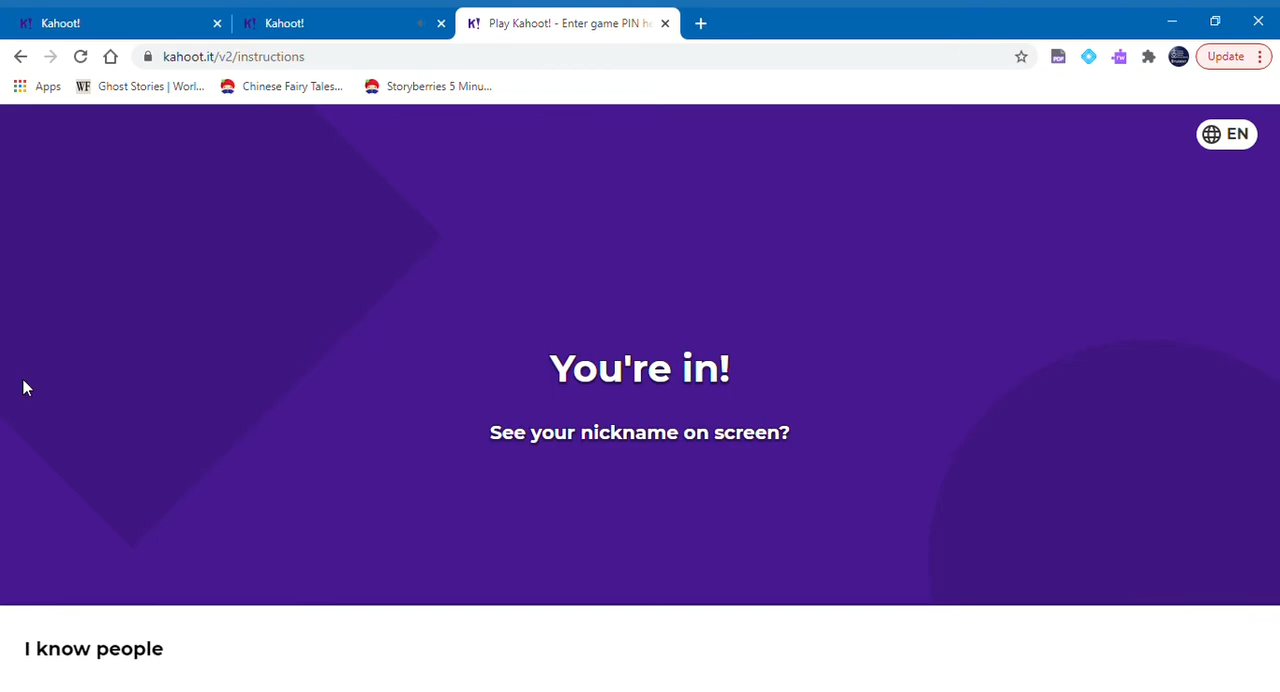 Kahoot!
Kahoot!
Play Kahoot! - Enter game PIN he
kahoot.it/v2/instructions
Update
Apps
Ghost Stories | Worl...
Chinese Fairy Tales...
Storyberries 5 Minu...
EN
You're in!
See your nickname on screen?
I know people